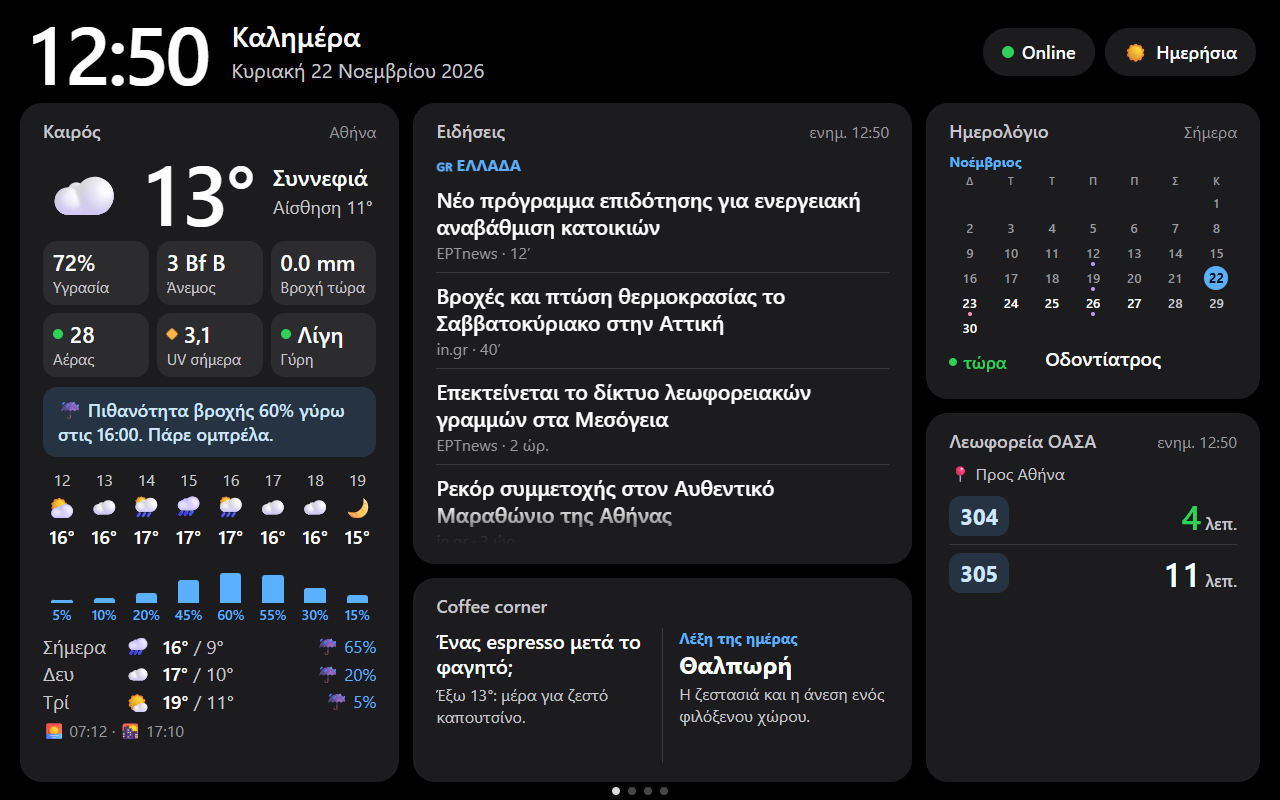 12:50
Καλημέρα
Κυριακή 22 Νοεμβρίου 2026
Online
Ημερήσια
Καιρός
Αθήνα
13°
Συννεφιά
Αίσθηση 11°
72%
Υγρασία
3 Bf Β
Άνεμος
0.0 mm
Βροχή τώρα
28
Αέρας
3,1
UV σήμερα
Λίγη
Γύρη
Πιθανότητα βροχής 60% γύρω
στις 16:00. Πάρε ομπρέλα.
12 13 14 15 16 17 18 19
16° 16° 17° 17° 17° 16° 16° 15°
5% 10% 20% 45% 60% 55% 30% 15%
Σήμερα 16° / 9° 65%
Δευ 17° / 10° 20%
Τρί 19° / 11° 5%
07:12 · 17:10
Ειδήσεις
ενημ. 12:50
GR ΕΛΛΑΔΑ
Νέο πρόγραμμα επιδότησης για ενεργειακή
αναβάθμιση κατοικιών
ΕΡΤnews · 12′
Βροχές και πτώση θερμοκρασίας το
Σαββατοκύριακο στην Αττική
in.gr · 40′
Επεκτείνεται το δίκτυο λεωφορειακών
γραμμών στα Μεσόγεια
ΕΡΤnews · 2 ώρ.
Ρεκόρ συμμετοχής στον Αυθεντικό
Μαραθώνιο της Αθήνας
in.gr · 3 ώρ.
Coffee corner
Ένας espresso μετά το
φαγητό;
Έξω 13°: μέρα για ζεστό
καπουτσίνο.
Λέξη της ημέρας
Θαλπωρή
Η ζεστασιά και η άνεση ενός
φιλόξενου χώρου.
Ημερολόγιο
Σήμερα
Νοέμβριος
Δ Τ Τ Π Π Σ Κ
1
2 3 4 5 6 7 8
9 10 11 12 13 14 15
16 17 18 19 20 21 22
23 24 25 26 27 28 29
30
τώρα
Οδοντίατρος
Λεωφορεία ΟΑΣΑ
ενημ. 12:50
Προς Αθήνα
304
4 λεπ.
305
11 λεπ.